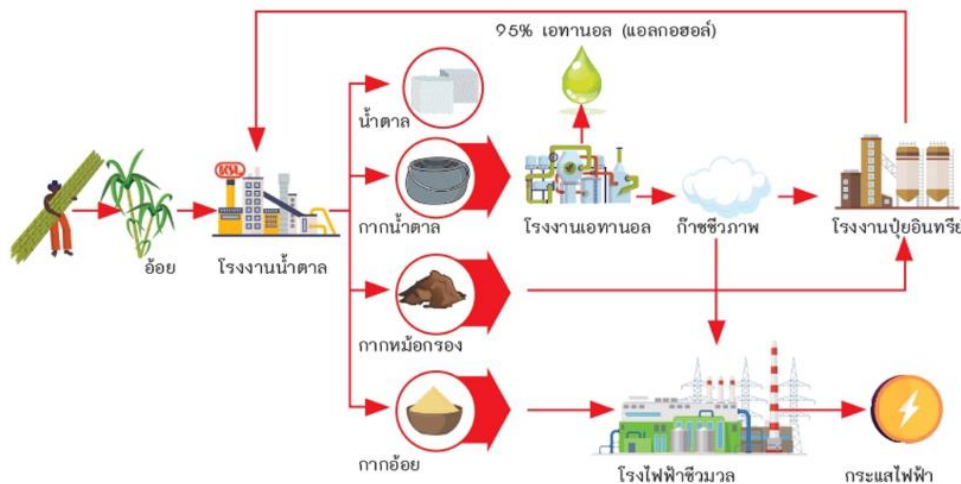 95% เอทานอล (แอลกอฮอล์)
น้ำตาล
BCSL
อ้อย
โรงงานน้ำตาล
กากน้ำตาล
โรงงานเอทานอล
ก๊าซชีวภาพ
โรงงานปุ๋ยอินทรีย์
กากหม้อกรอง
กากอ้อย
โรงไฟฟ้าชีวมวล
กระแสไฟฟ้า